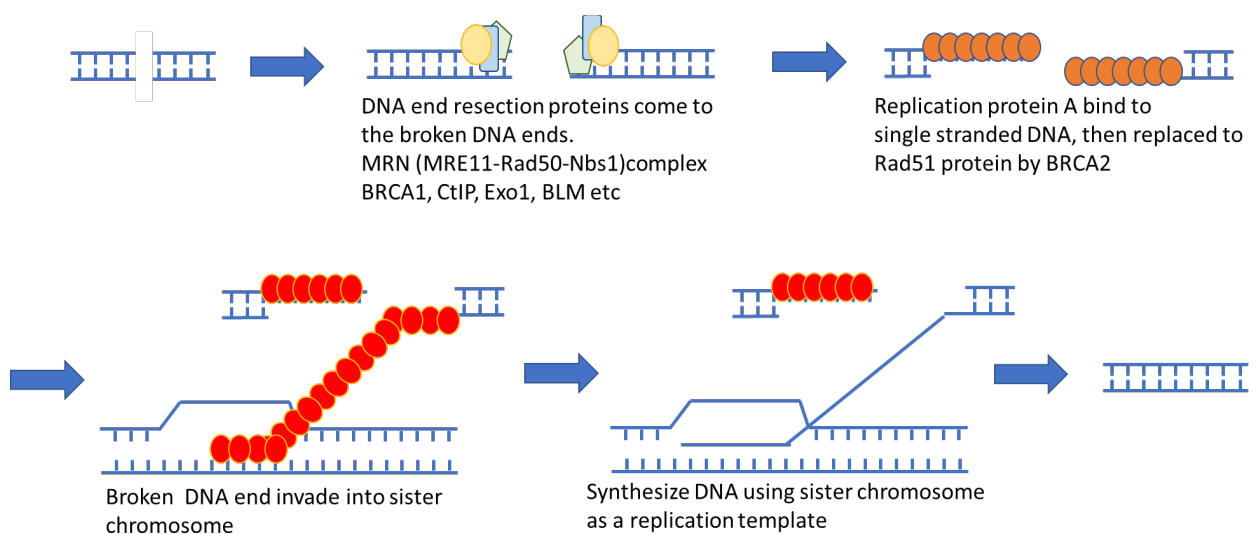 DNA end resection proteins come to
the broken DNA ends.
MRN (MRE11-Rad50-Nbs1)complex
BRCA1, CtIP, Exo1, BLM etc
Replication protein A bind to
single stranded DNA, then replaced to
Rad51 protein by BRCA2
Broken  DNA end invade into sister
chromosome
Synthesize DNA using sister chromosome
as a replication template